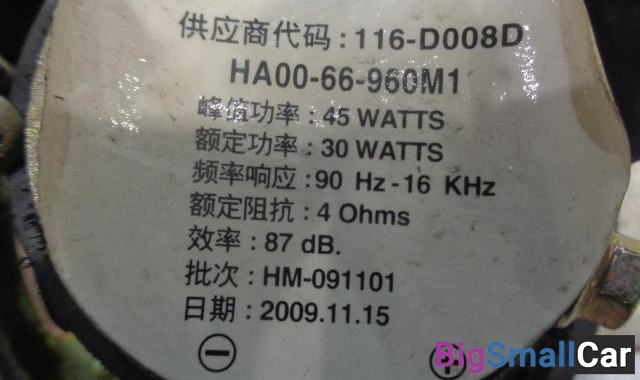 供应商代码：116-D008D
HA00-66-960M1
峰值功率：45 WATTS
额定功率：30 WATTS
频率响应：90 Hz-16 KHz
额定阻抗：4 Ohms
效率：87 dB.
批次：HM-091101
日期：2009.11.15
BigSmallCar